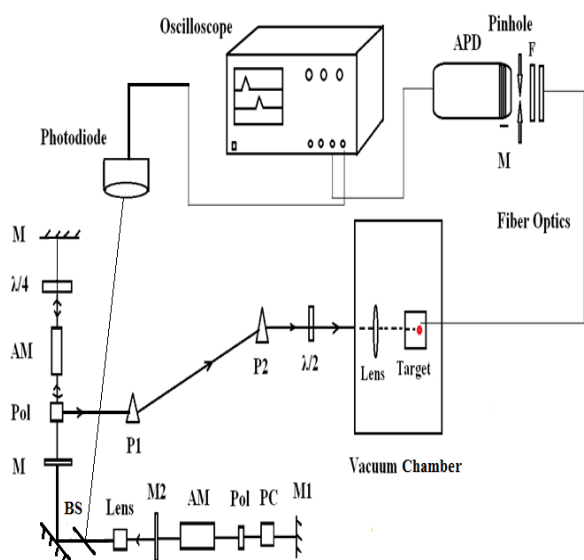 Pinhole
Oscilloscope
APD
F
Photodiode
M
Fiber Optics
M
λ/4
AM
P2
λ/2
Lens
Target
Pol
P1
M
Vacuum Chamber
BS
Lens
M2
AM
Pol
PC
M1